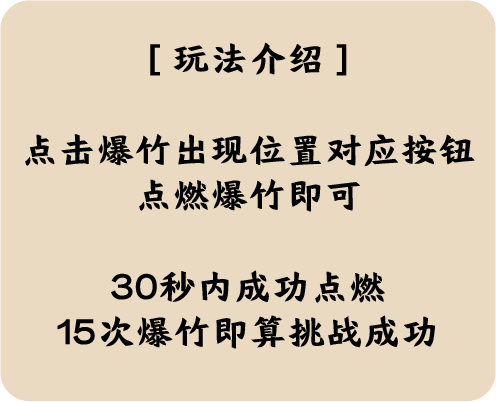 [ 玩法介绍 ]
点击爆竹出现位置对应按钮
点燃爆竹即可
30秒内成功点燃
15次爆竹即算挑战成功